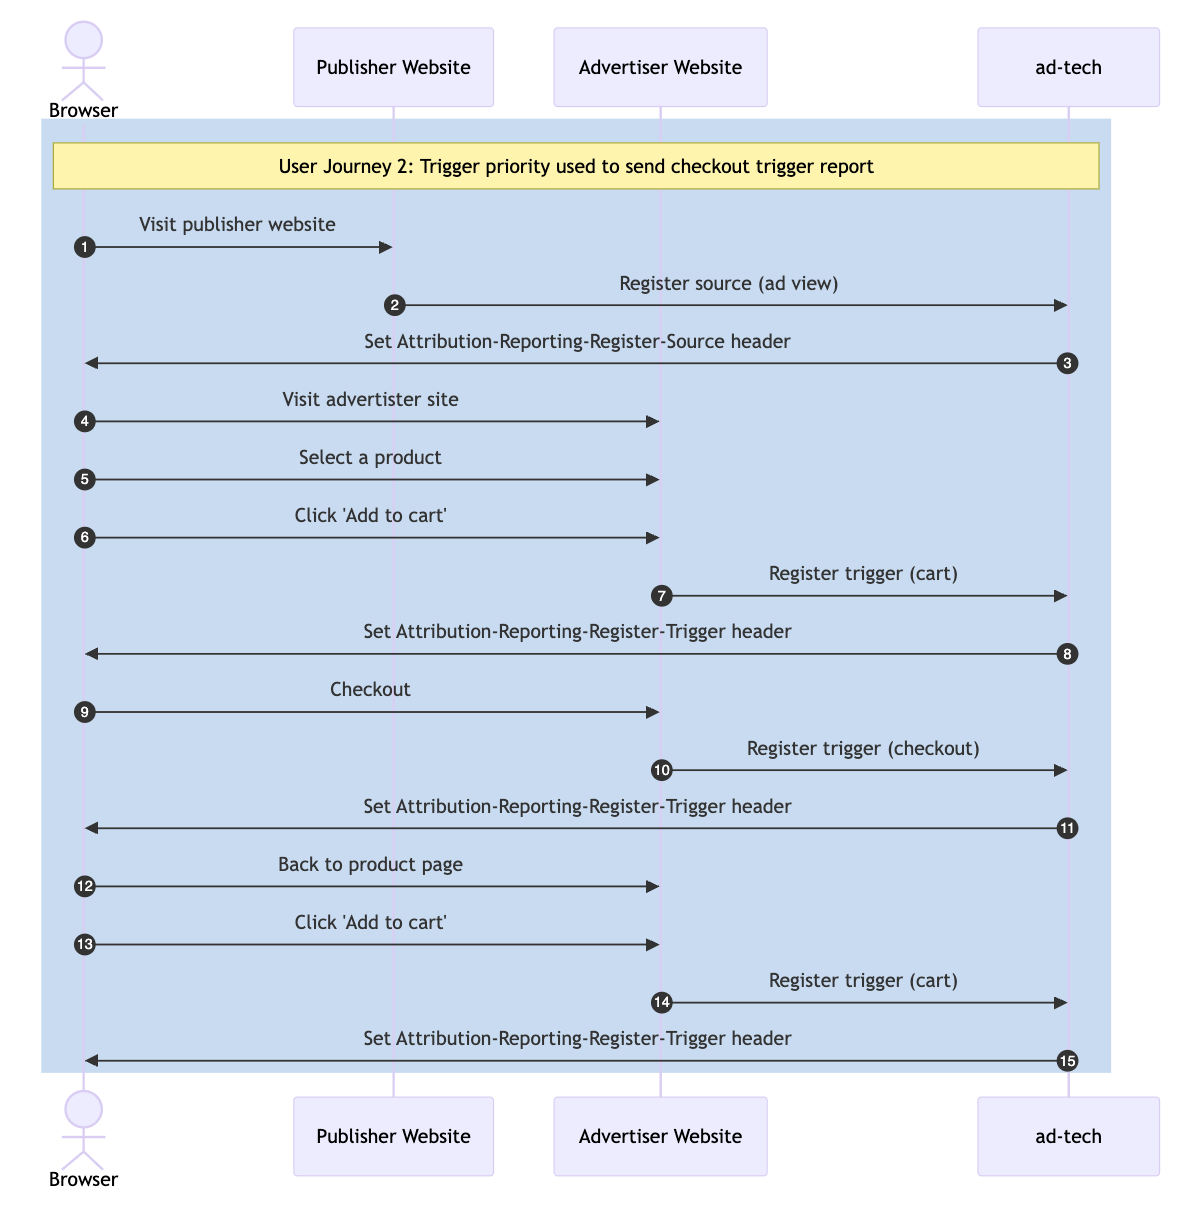 Browser
Publisher Website
Advertiser Website
ad-tech
User Journey 2: Trigger priority used to send checkout trigger report
Visit publisher website
1
Register source (ad view)
2
Set Attribution-Reporting-Register-Source header
3
Visit advertister site
4
Select a product
5
Click 'Add to cart'
6
Register trigger (cart)
7
Set Attribution-Reporting-Register-Trigger header
8
Checkout
9
Register trigger (checkout)
10
Set Attribution-Reporting-Register-Trigger header
11
Back to product page
12
Click 'Add to cart'
13
Register trigger (cart)
14
Set Attribution-Reporting-Register-Trigger header
15
Browser
Publisher Website
Advertiser Website
ad-tech